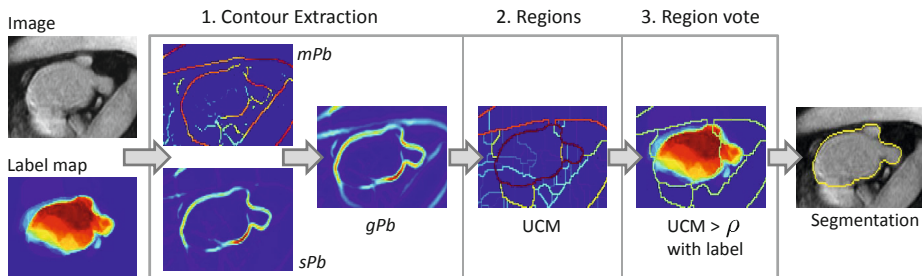 Image
1. Contour Extraction
2. Regions
3. Region vote
mPb
Label map
gPb
sPb
UCM
UCM > ρ
with label
Segmentation